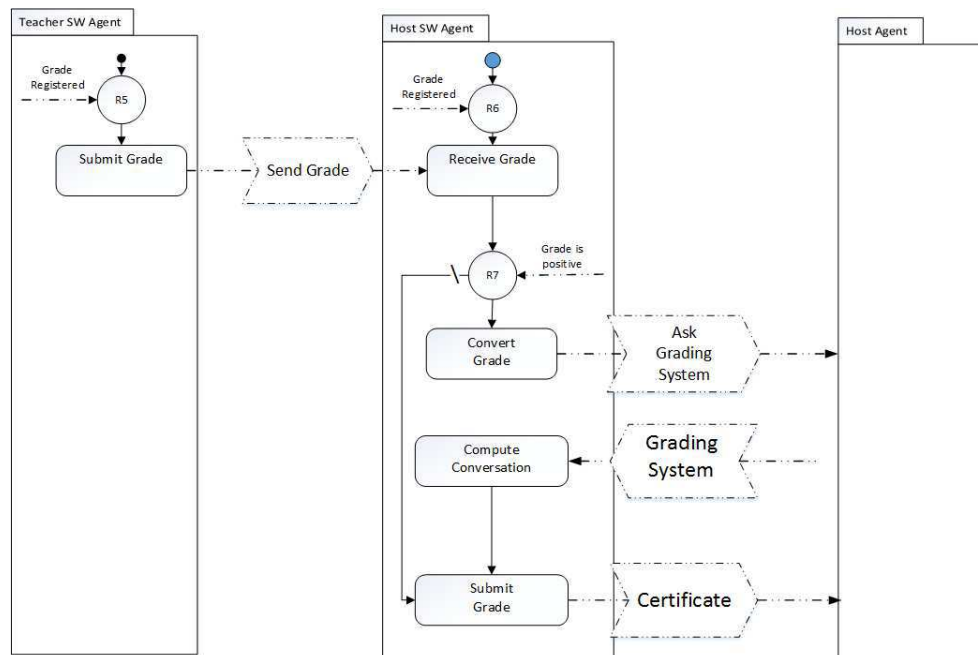 Teacher SW Agent
Host SW Agent
Host Agent
Grade
Registered
R5
Submit Grade
Send Grade
Grade
Registered
R6
Receive Grade
R7
Grade is
positive
Convert
Grade
Ask
Grading
System
Compute
Conversation
Grading
System
Submit
Grade
Certificate